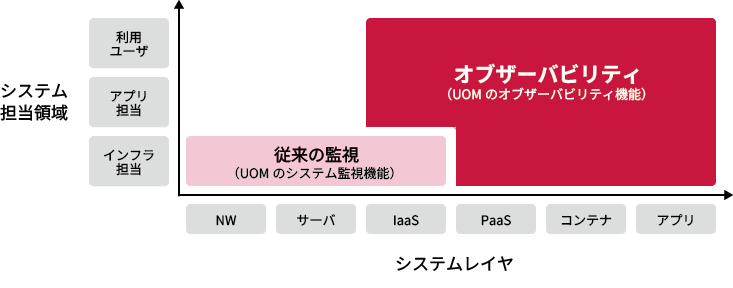 利用
ユーザ
システム
担当領域
アプリ
担当
インフラ
担当
オブザーバビリティ
（UOM のオブザーバビリティ機能）
従来の監視
（UOM のシステム監視機能）
NW
サーバ
IaaS
PaaS
コンテナ
アプリ
システムレイヤ